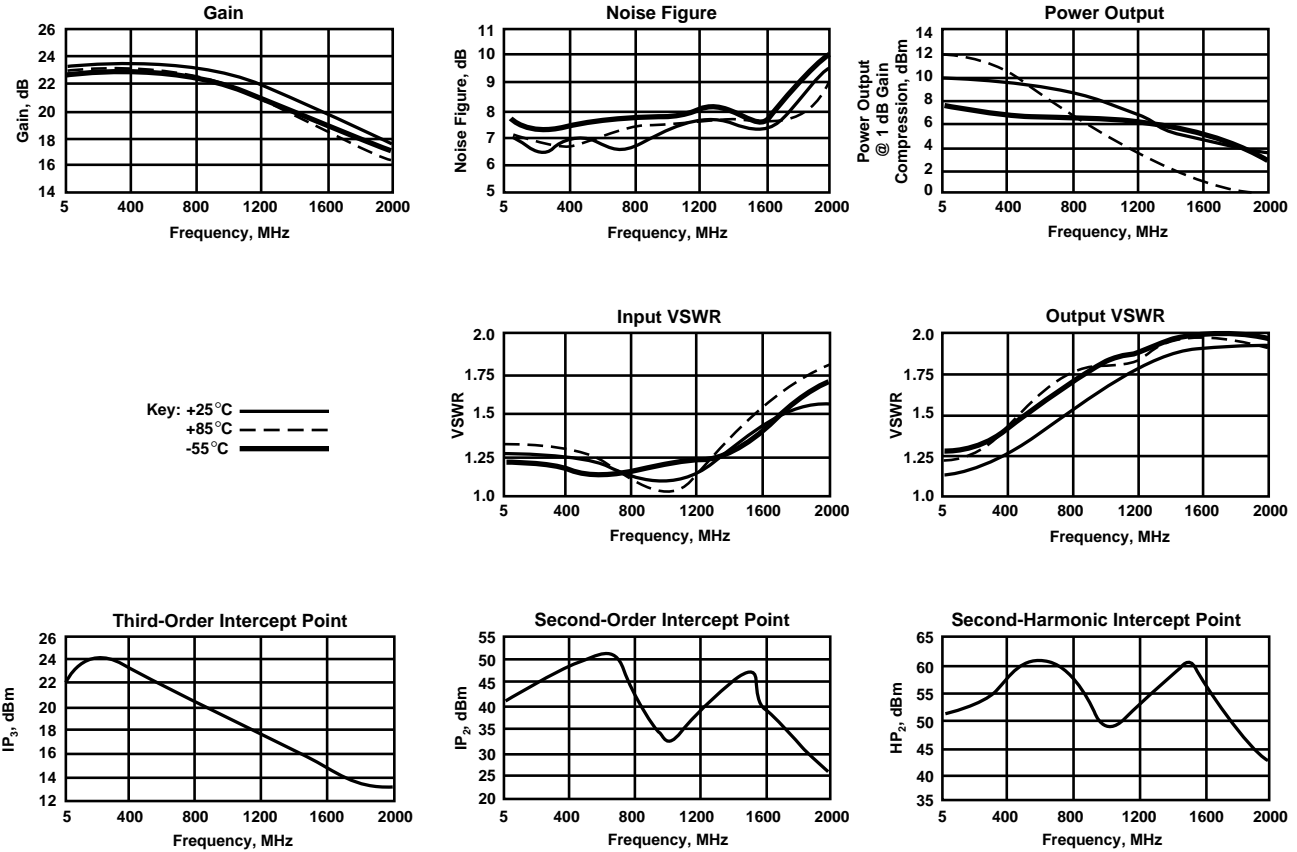 Gain
Gain, dB
26
24
22
20
18
16
14
5 400 800 1200 1600 2000
Frequency, MHz
Noise Figure
Noise Figure, dB
11
10
9
8
7
6
5
5 400 800 1200 1600 2000
Frequency, MHz
Power Output
Power Output
@ 1 dB Gain
Compression, dBm
14
12
10
8
6
4
2
0
5 400 800 1200 1600 2000
Frequency, MHz
Key: +25°C
+85°C
-55°C
Input VSWR
VSWR
2.0
1.75
1.5
1.25
1.0
5 400 800 1200 1600 2000
Frequency, MHz
Output VSWR
VSWR
2.0
1.75
1.5
1.25
1.0
5 400 800 1200 1600 2000
Frequency, MHz
Third-Order Intercept Point
IP3, dBm
26
24
22
20
18
16
14
12
5 400 800 1200 1600 2000
Frequency, MHz
Second-Order Intercept Point
IP2, dBm
55
50
45
40
35
30
25
20
5 400 800 1200 1600 2000
Frequency, MHz
Second-Harmonic Intercept Point
HP2, dBm
65
60
55
50
45
40
35
5 400 800 1200 1600 2000
Frequency, MHz